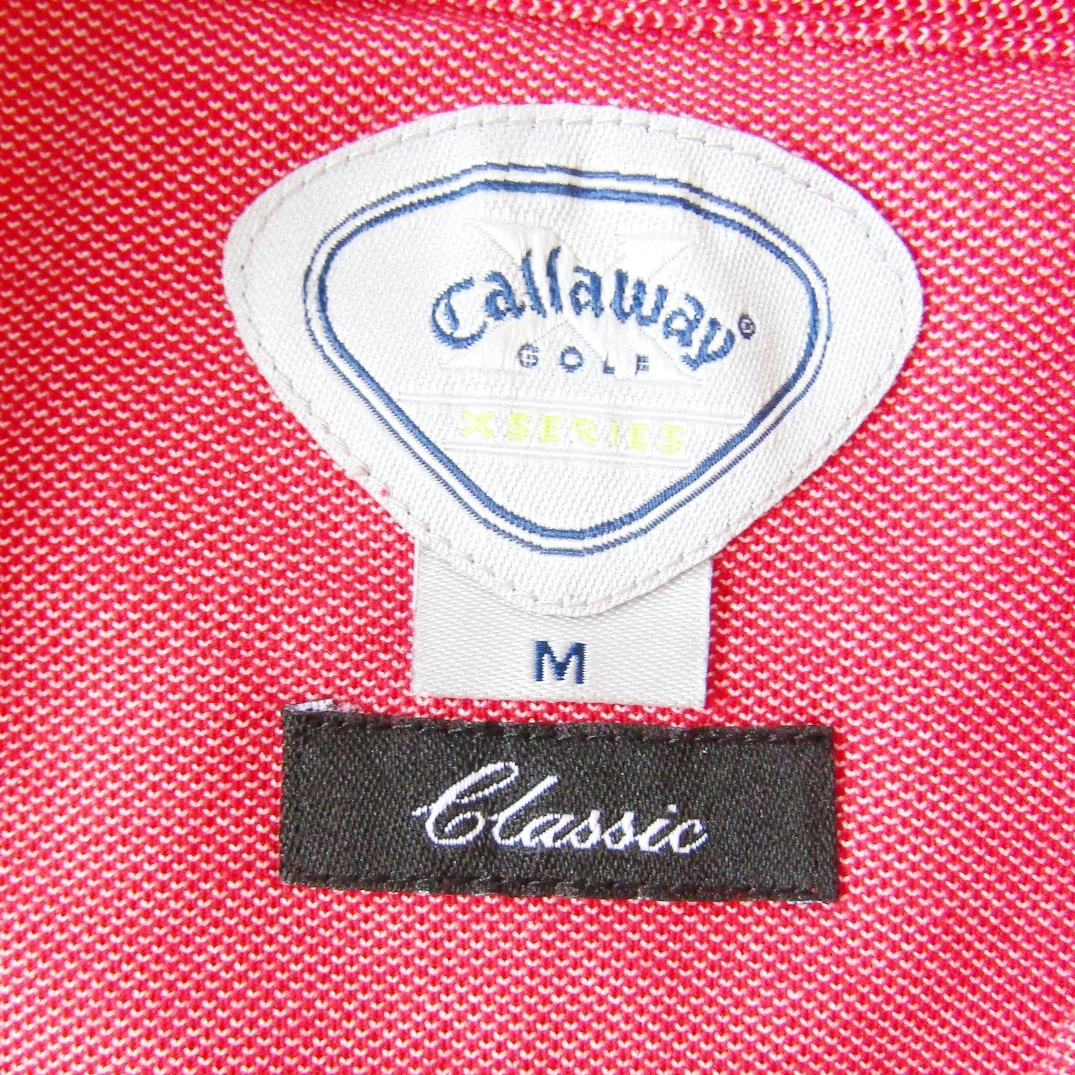 X
Callaway®
GOLF
X SERIES
M
Classic